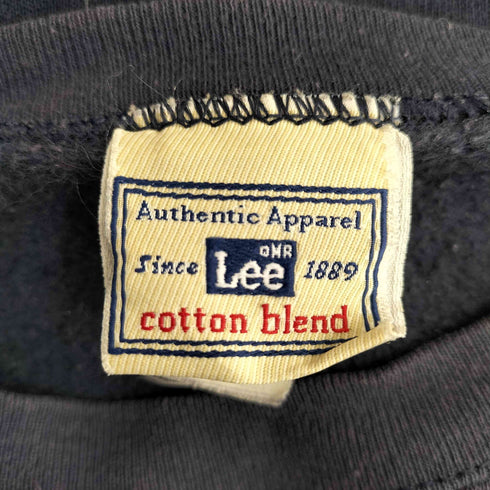 Authentic Apparel
Since Lee 1889
cotton blend